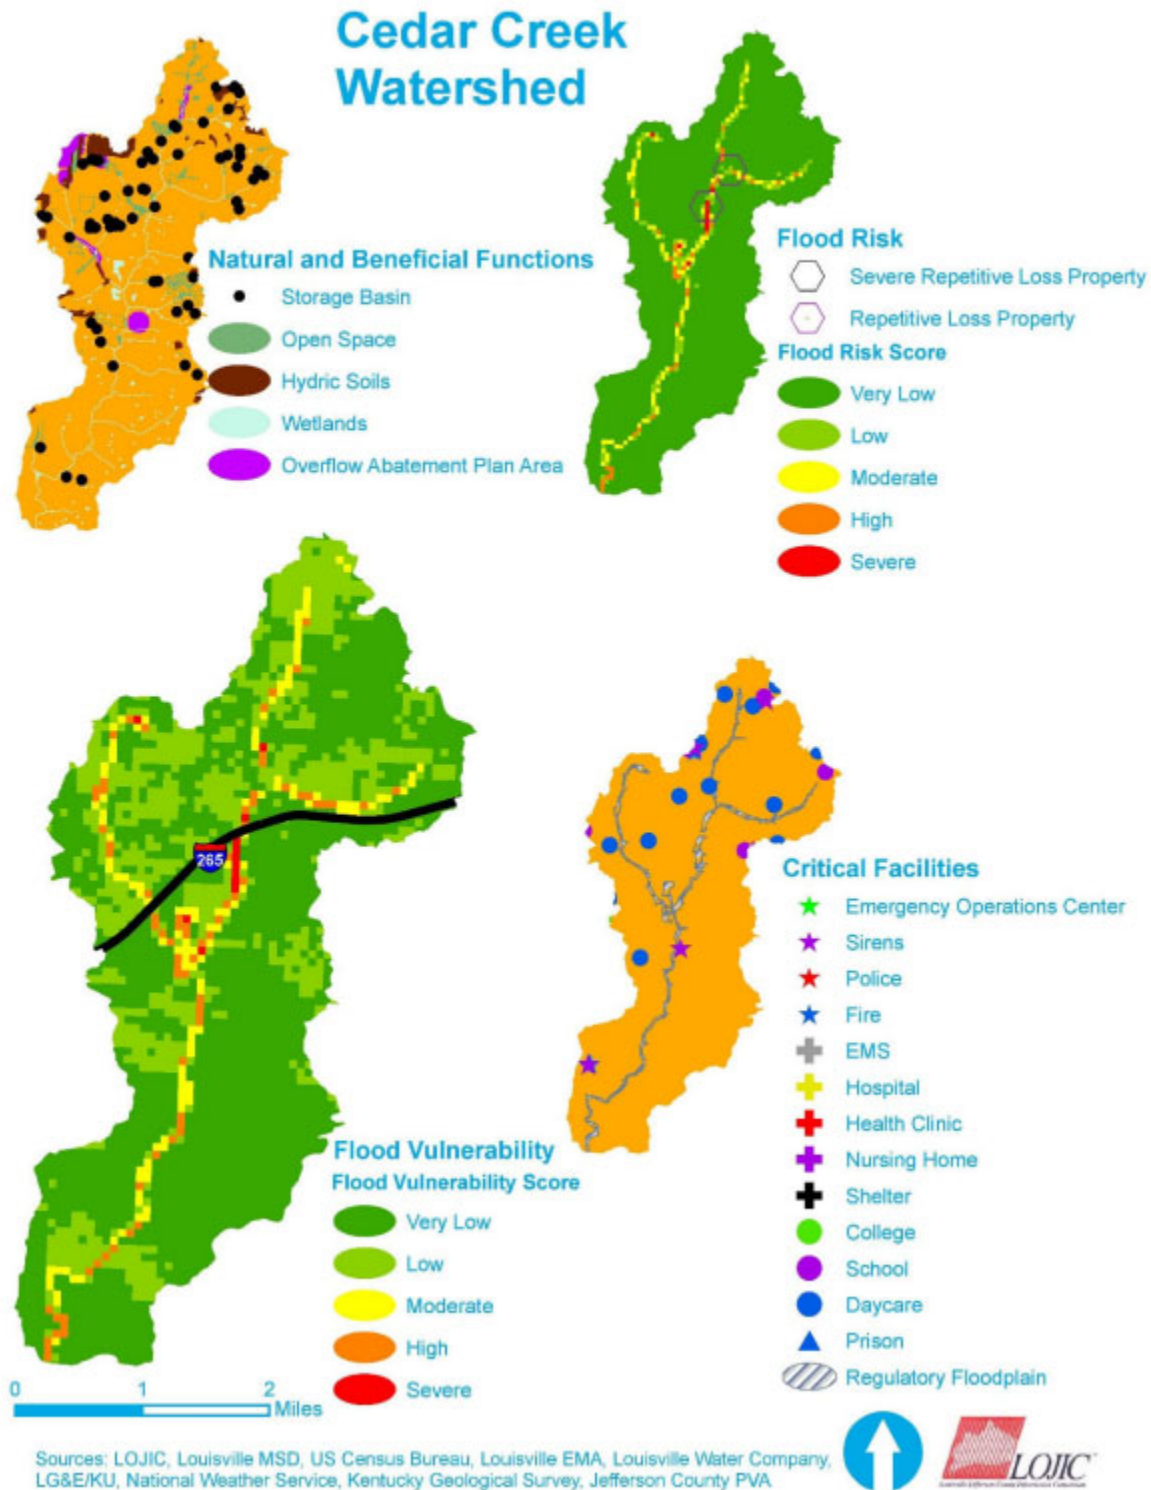 Cedar Creek
Watershed
Natural and Beneficial Functions
Storage Basin
Open Space
Hydric Soils
Wetlands
Overflow Abatement Plan Area
Flood Risk
Severe Repetitive Loss Property
Repetitive Loss Property
Flood Risk Score
Very Low
Low
Moderate
High
Severe
265
Flood Vulnerability
Flood Vulnerability Score
Very Low
Low
Moderate
High
Severe
Critical Facilities
Emergency Operations Center
Sirens
Police
Fire
EMS
Hospital
Health Clinic
Nursing Home
Shelter
College
School
Daycare
Prison
Regulatory Floodplain
0 1 2
Miles
Sources: LOJIC, Louisville MSD, US Census Bureau, Louisville EMA, Louisville Water Company,
LG&E/KU, National Weather Service, Kentucky Geological Survey, Jefferson County PVA
LOJIC